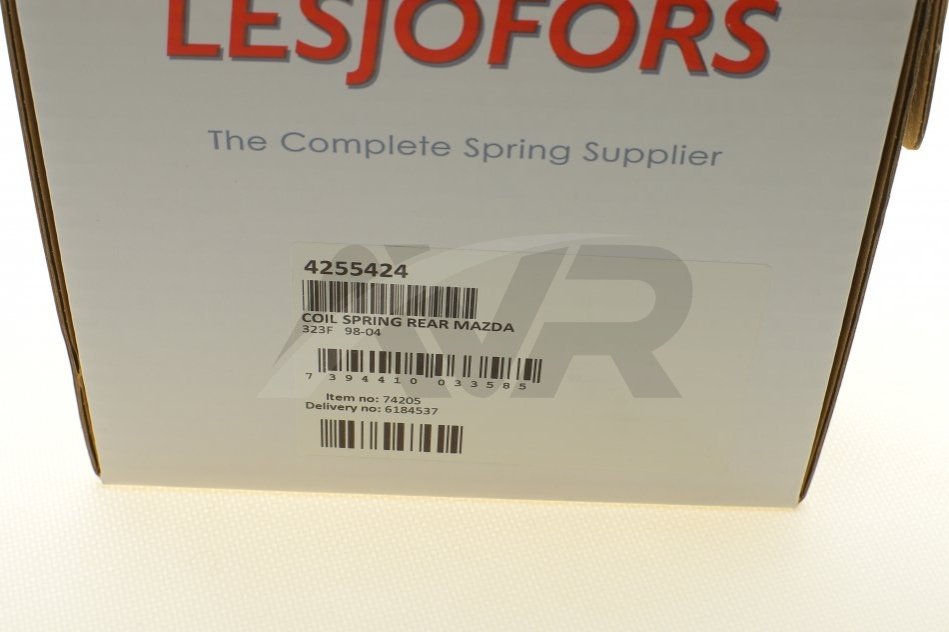 LESJOFORS
The Complete Spring Supplier
4255424
COIL SPRING REAR MAZDA
323F 98-04
7 394410 033585
Item no: 74205
Delivery no: 6184537
AVR